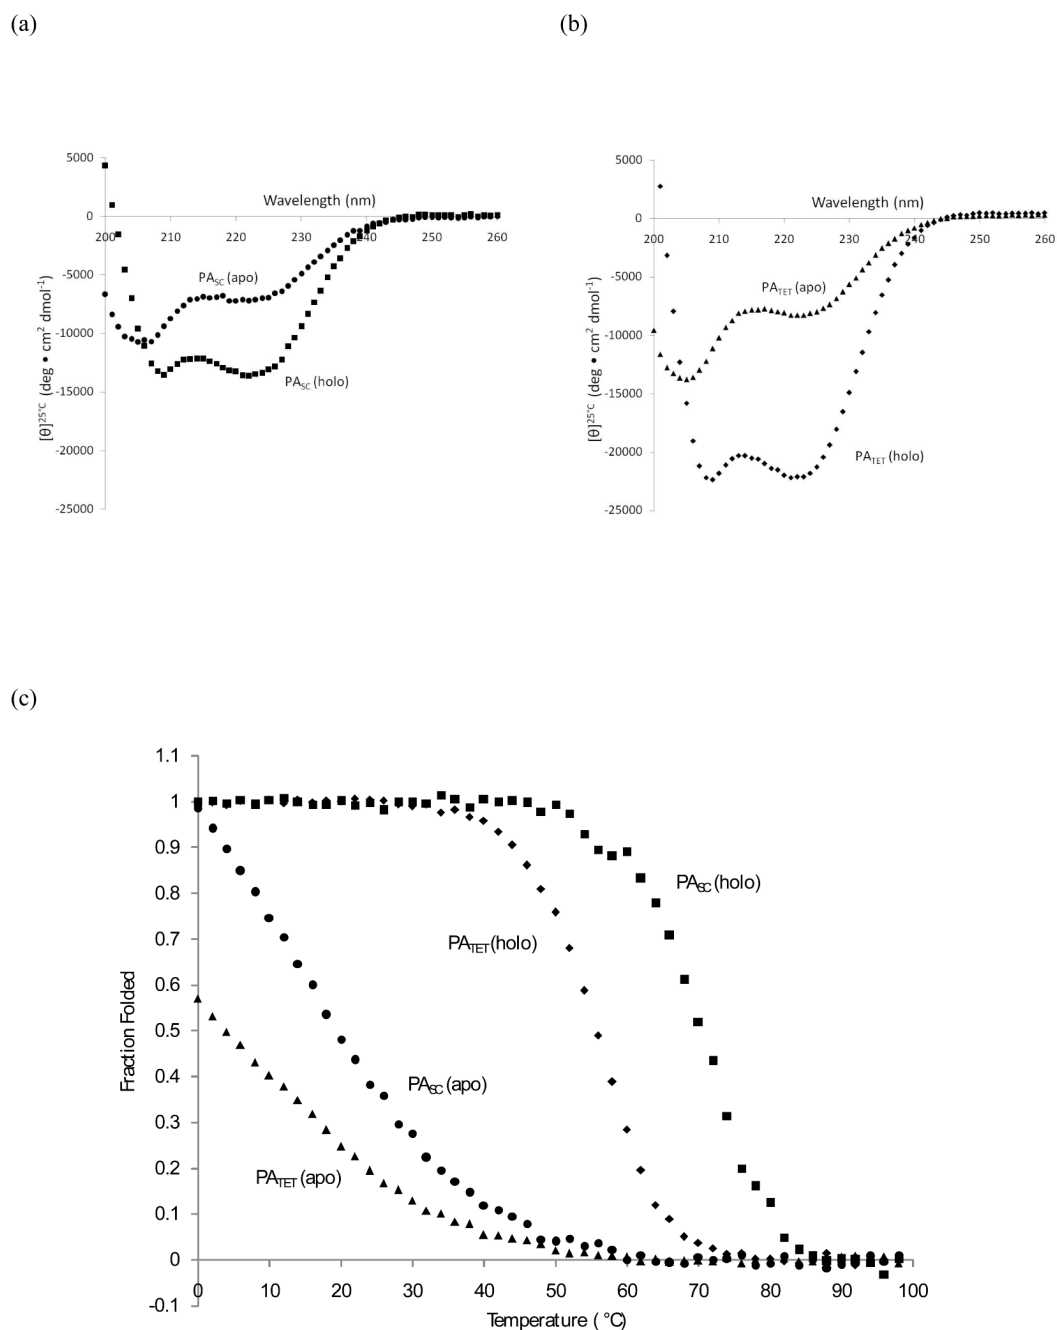 (a)
(b)
5000
0
-5000
-10000
-15000
-20000
-25000
200
210
220
230
240
250
260
Wavelength (nm)
[θ]25°C (deg • cm2 dmol-1)
PASC (apo)
PASC (holo)
5000
0
-5000
-10000
-15000
-20000
-25000
200
210
220
230
240
250
260
Wavelength (nm)
[θ]25°C (deg • cm2 dmol-1)
PATET (apo)
PATET (holo)
(c)
1.1
1
0.9
0.8
0.7
0.6
0.5
0.4
0.3
0.2
0.1
0
-0.1
Fraction Folded
PASC (holo)
PATET (holo)
PASC (apo)
PATET (apo)
0 10 20 30 40 50 60 70 80 90 100
Temperature ( °C)